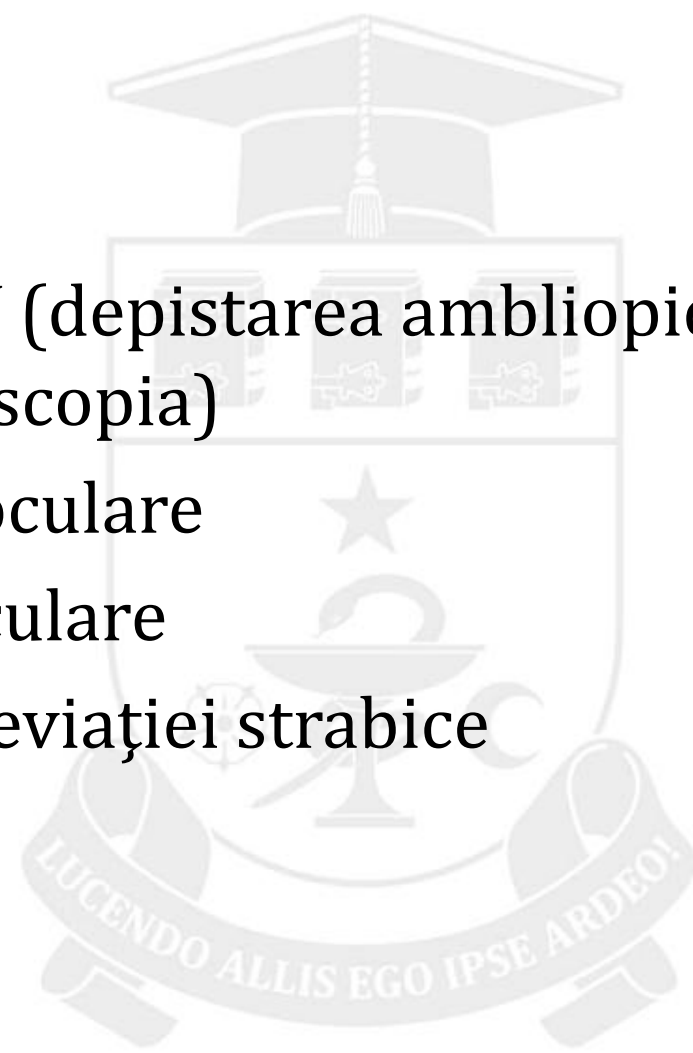 (depistarea ambliopie
scopia)
oculare
culare
eviaţiei strabice
LUCENDO ALLIS EGO IPSE ARDEO!